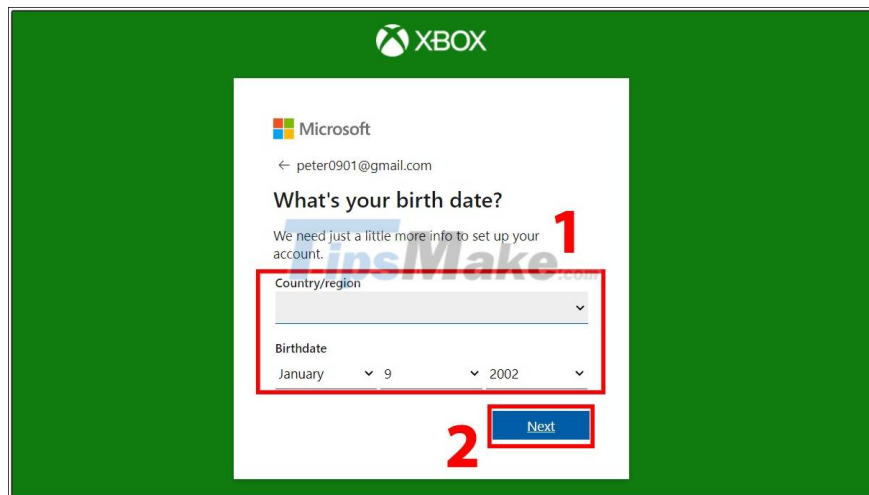 XBOX
Microsoft
← peter0901@gmail.com
What's your birth date?
1
We need just a little more info to set up your
account.
TipsMake.com
Country/region
Birthdate
January 9 2002
Next
2